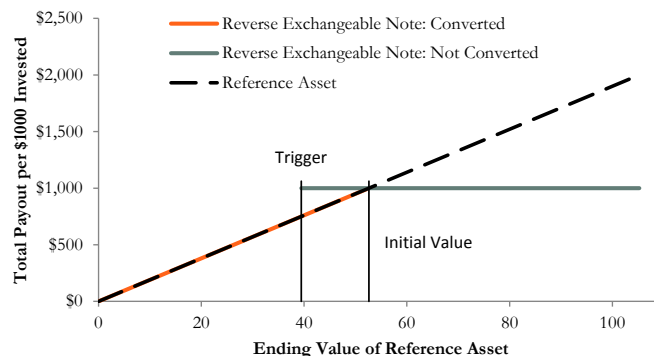 $2,500
Reverse Exchangeable Note: Converted
Reverse Exchangeable Note: Not Converted
Reference Asset
$2,000
$1,500
$1,000
$500
$0
Total Payout per $1000 Invested
Trigger
Initial Value
0 20 40 60 80 100
Ending Value of Reference Asset